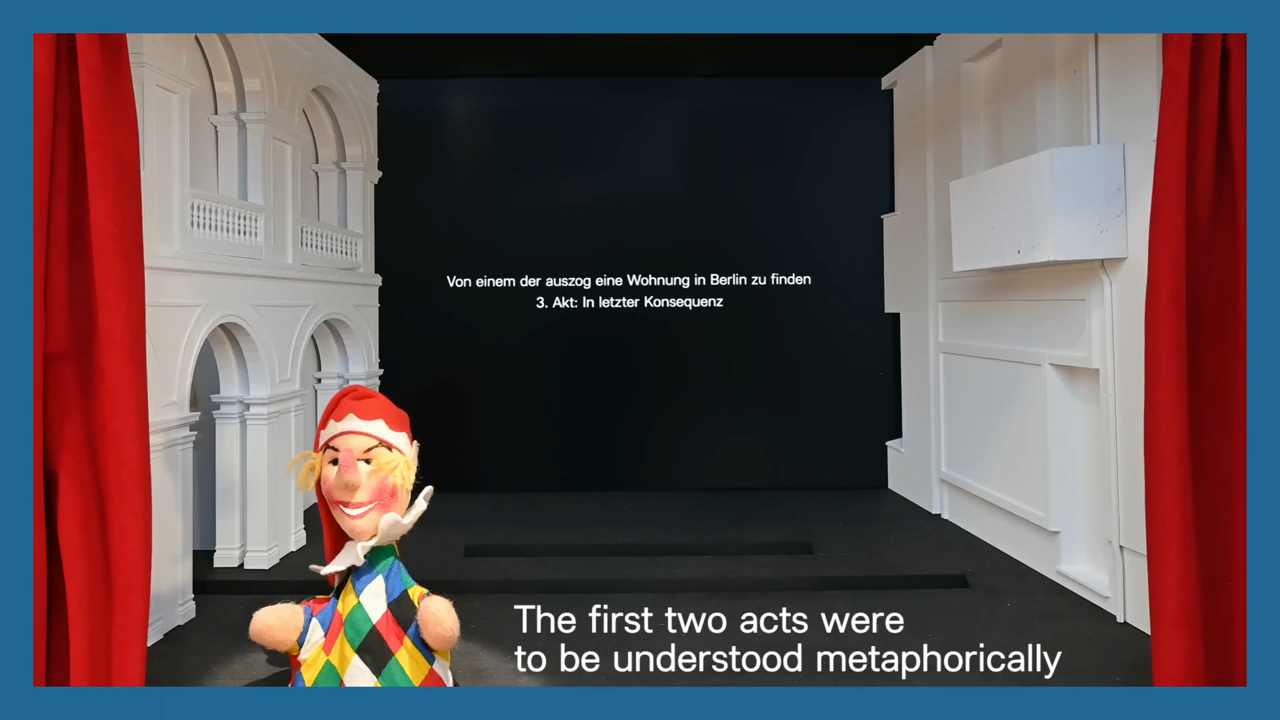 Von einem der auszog eine Wohnung in Berlin zu finden
3. Akt: In letzter Konsequenz
The first two acts were
to be understood metaphorically